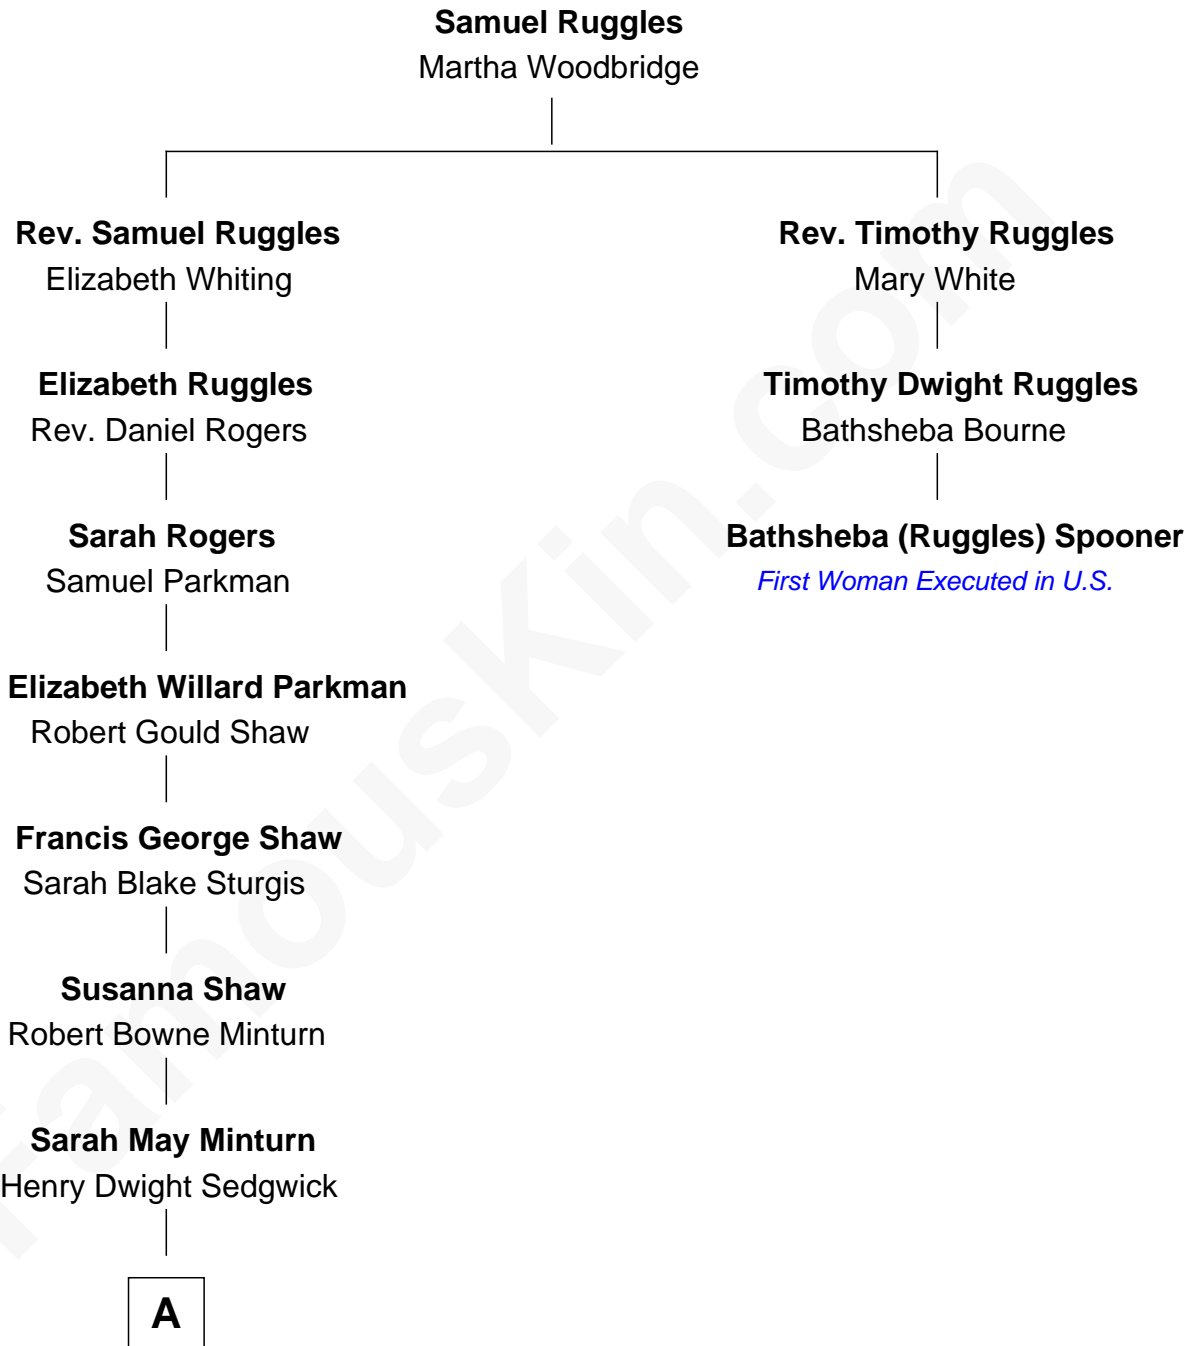 Samuel Ruggles
Martha Woodbridge
Rev. Samuel Ruggles
Elizabeth Whiting
Rev. Timothy Ruggles
Mary White
Elizabeth Ruggles
Rev. Daniel Rogers
Timothy Dwight Ruggles
Bathsheba Bourne
Sarah Rogers
Samuel Parkman
Bathsheba (Ruggles) Spooner
First Woman Executed in U.S.
Elizabeth Willard Parkman
Robert Gould Shaw
Francis George Shaw
Sarah Blake Sturgis
Susanna Shaw
Robert Bowne Minturn
Sarah May Minturn
Henry Dwight Sedgwick
A
FamousKin.com